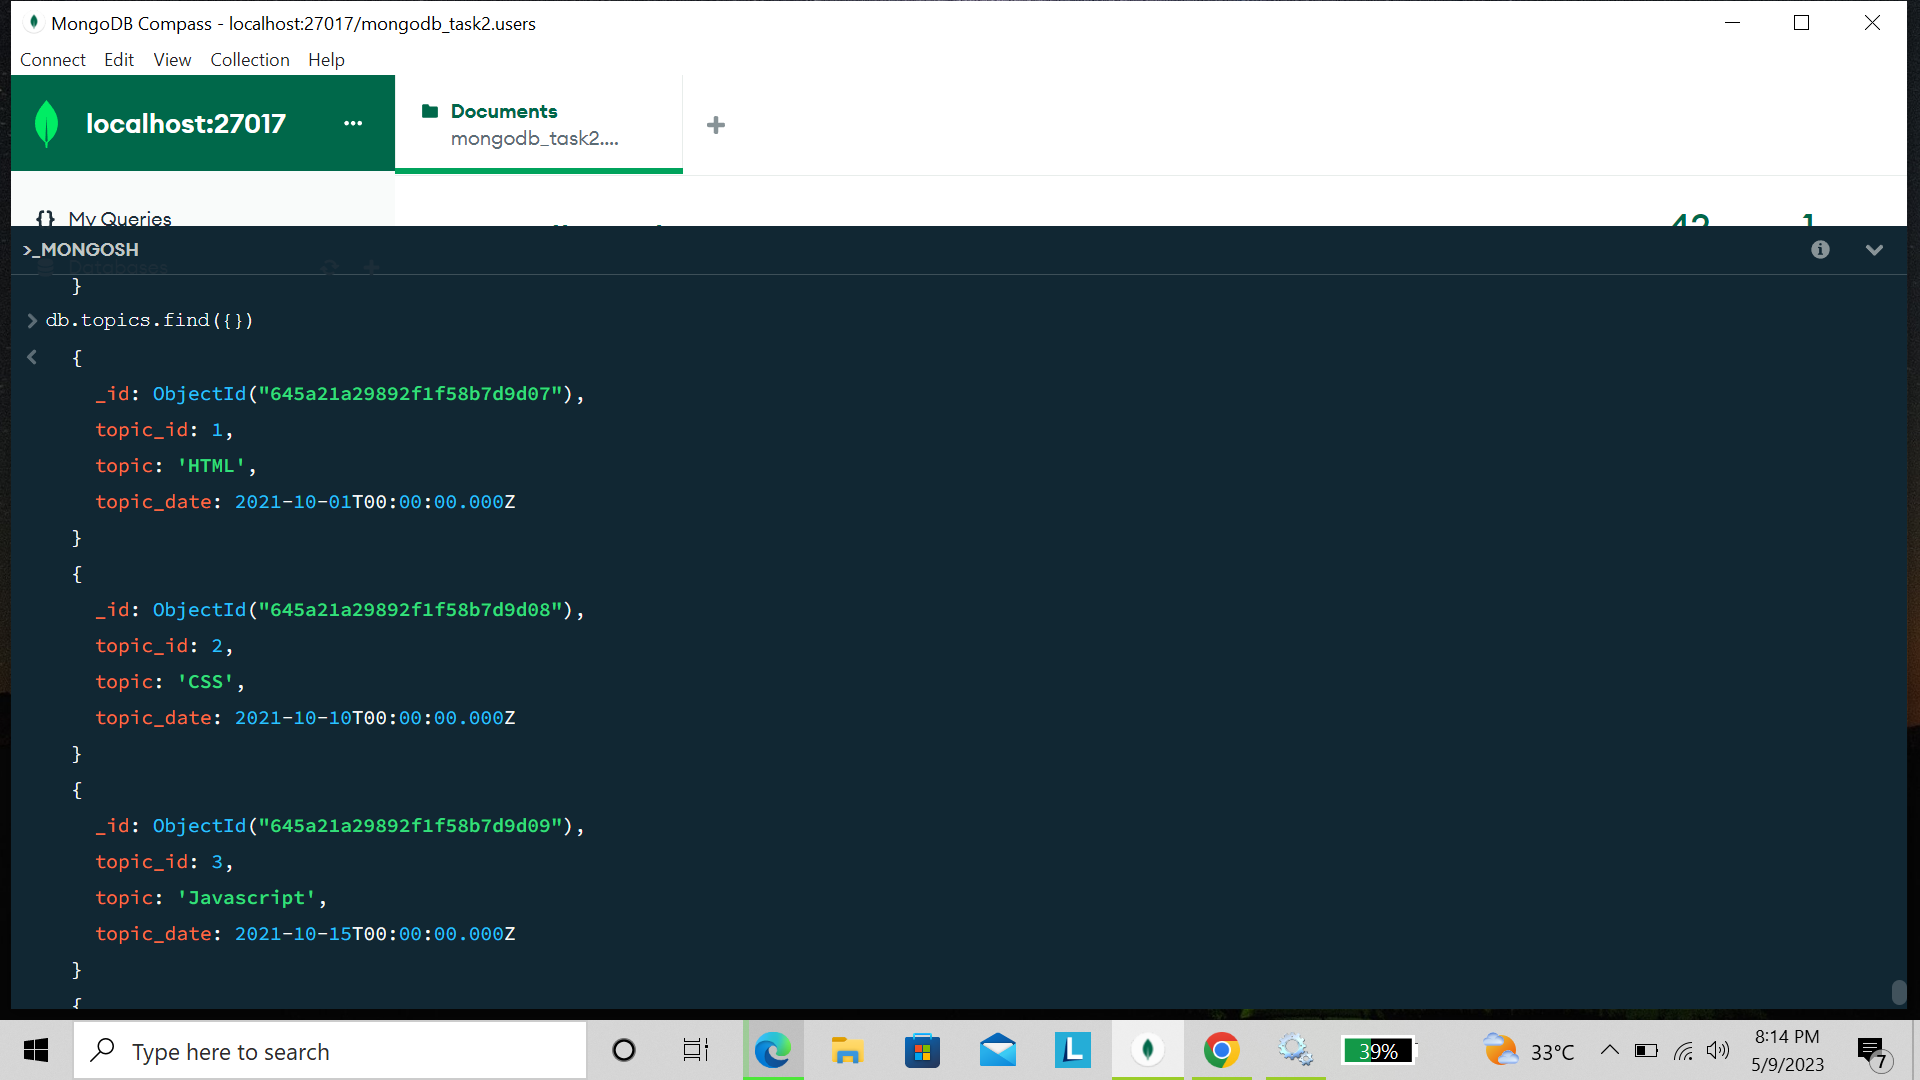 MongoDB Compass - localhost:27017/mongodb_task2.users
Connect Edit View Collection Help
localhost:27017 ...
Documents
mongodb_task2....
{} My Queries
42 1
>_MONGOSH
Databases
}
> db.topics.find({})
< {
_id: ObjectId("645a21a29892f1f58b7d9d07"),
topic_id: 1,
topic: 'HTML',
topic_date: 2021-10-01T00:00:00.000Z
}
{
_id: ObjectId("645a21a29892f1f58b7d9d08"),
topic_id: 2,
topic: 'CSS',
topic_date: 2021-10-10T00:00:00.000Z
}
{
_id: ObjectId("645a21a29892f1f58b7d9d09"),
topic_id: 3,
topic: 'Javascript',
topic_date: 2021-10-15T00:00:00.000Z
}
{
Type here to search
L
39%
33°C
8:14 PM
5/9/2023
7